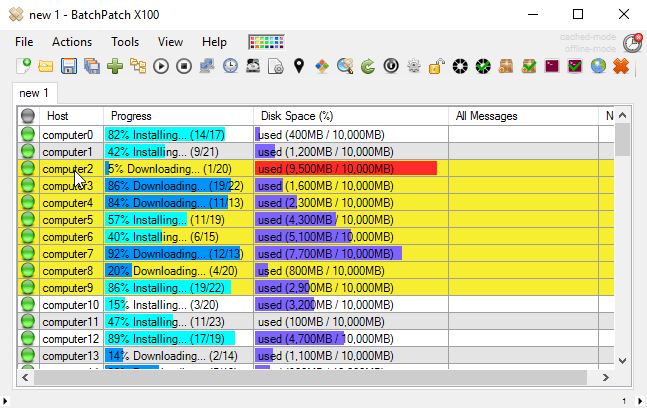 new 1 - BatchPatch X100
File Actions Tools View Help
cached-mode
offline-mode
new 1
Host Progress Disk Space (%) All Messages N
computer0 82% Installing... (14/17) used (400MB / 10,000MB)
computer1 42% Installing... (9/21) used (1,200MB / 10,000MB)
computer2 5% Downloading... (1/20) used (9,500MB / 10,000MB)
computer3 86% Downloading... (19/22) used (1,600MB / 10,000MB)
computer4 84% Downloading... (11/13) used (2,300MB / 10,000MB)
computer5 57% Installing... (11/19) used (4,300MB / 10,000MB)
computer6 40% Installing... (6/15) used (5,100MB / 10,000MB)
computer7 92% Downloading... (12/13) used (7,700MB / 10,000MB)
computer8 20% Downloading... (4/20) used (800MB / 10,000MB)
computer9 86% Installing... (19/22) used (2,900MB / 10,000MB)
computer10 15% Installing... (3/20) used (3,200MB / 10,000MB)
computer11 47% Installing... (11/23) used (100MB / 10,000MB)
computer12 89% Installing... (17/19) used (4,700MB / 10,000MB)
computer13 14% Downloading... (2/14) used (1,100MB / 10,000MB)
1